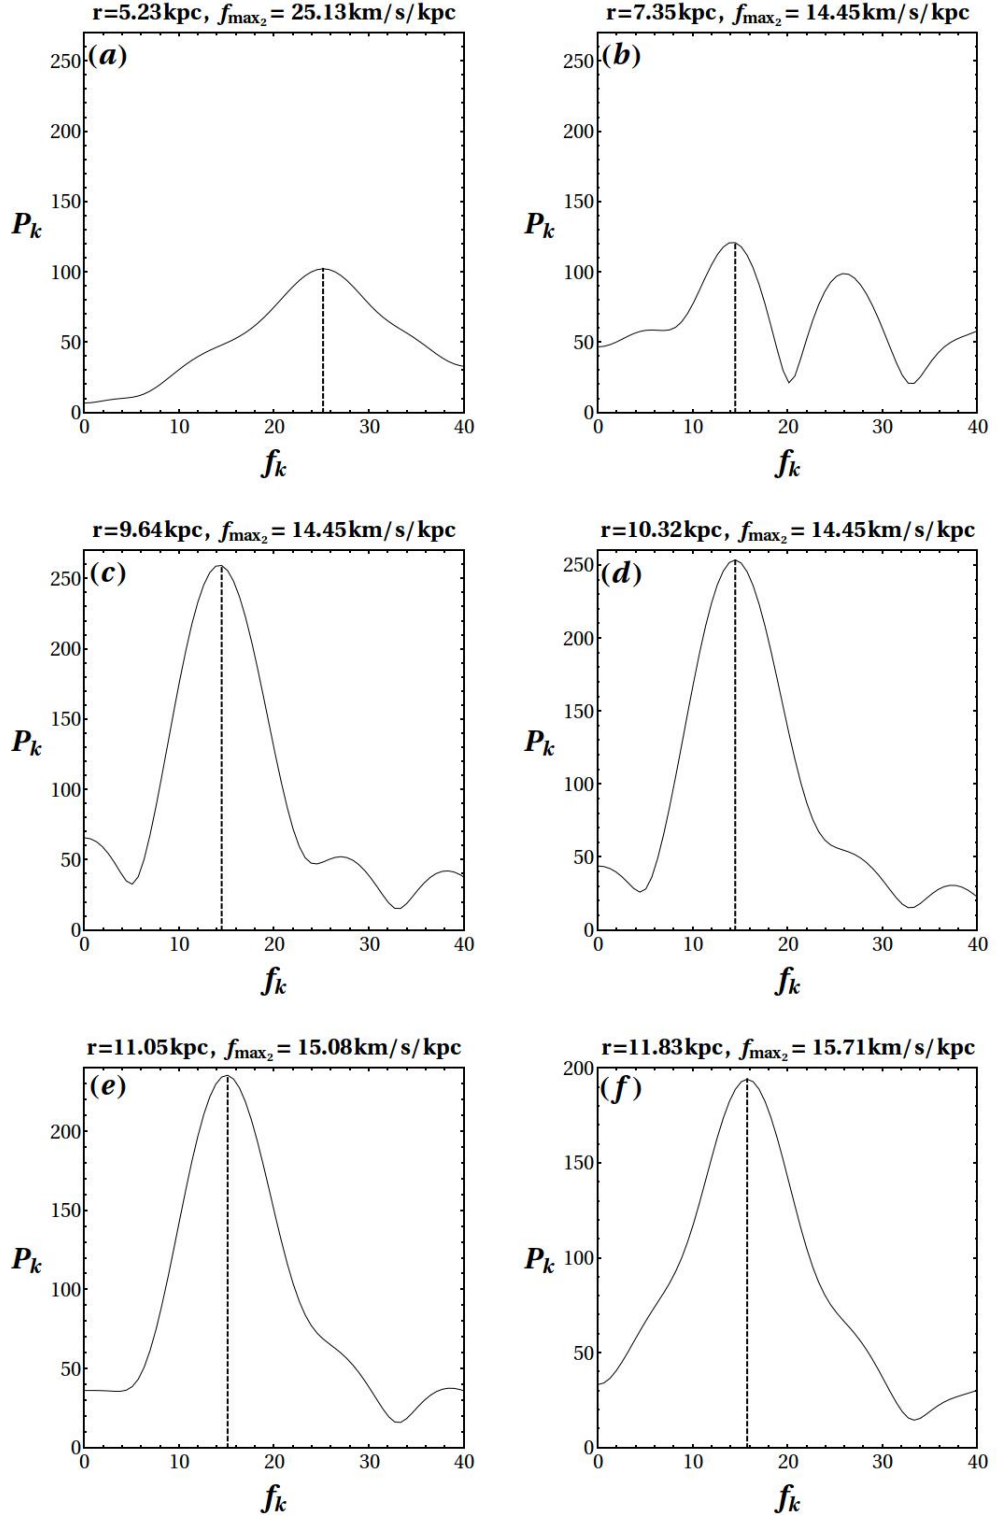 r=5.23kpc, fmax₂= 25.13km/s/kpc
(a)
250
200
150
100
50
0
Pk
0 10 20 30 40
fk
r=7.35kpc, fmax₂= 14.45km/s/kpc
(b)
250
200
150
100
50
0
Pk
0 10 20 30 40
fk
r=9.64kpc, fmax₂= 14.45km/s/kpc
(c)
250
200
150
100
50
0
Pk
0 10 20 30 40
fk
r=10.32kpc, fmax₂= 14.45km/s/kpc
(d)
250
200
150
100
50
0
Pk
0 10 20 30 40
fk
r=11.05kpc, fmax₂= 15.08km/s/kpc
(e)
200
150
100
50
0
Pk
0 10 20 30 40
fk
r=11.83kpc, fmax₂= 15.71km/s/kpc
(f)
200
150
100
50
0
Pk
0 10 20 30 40
fk